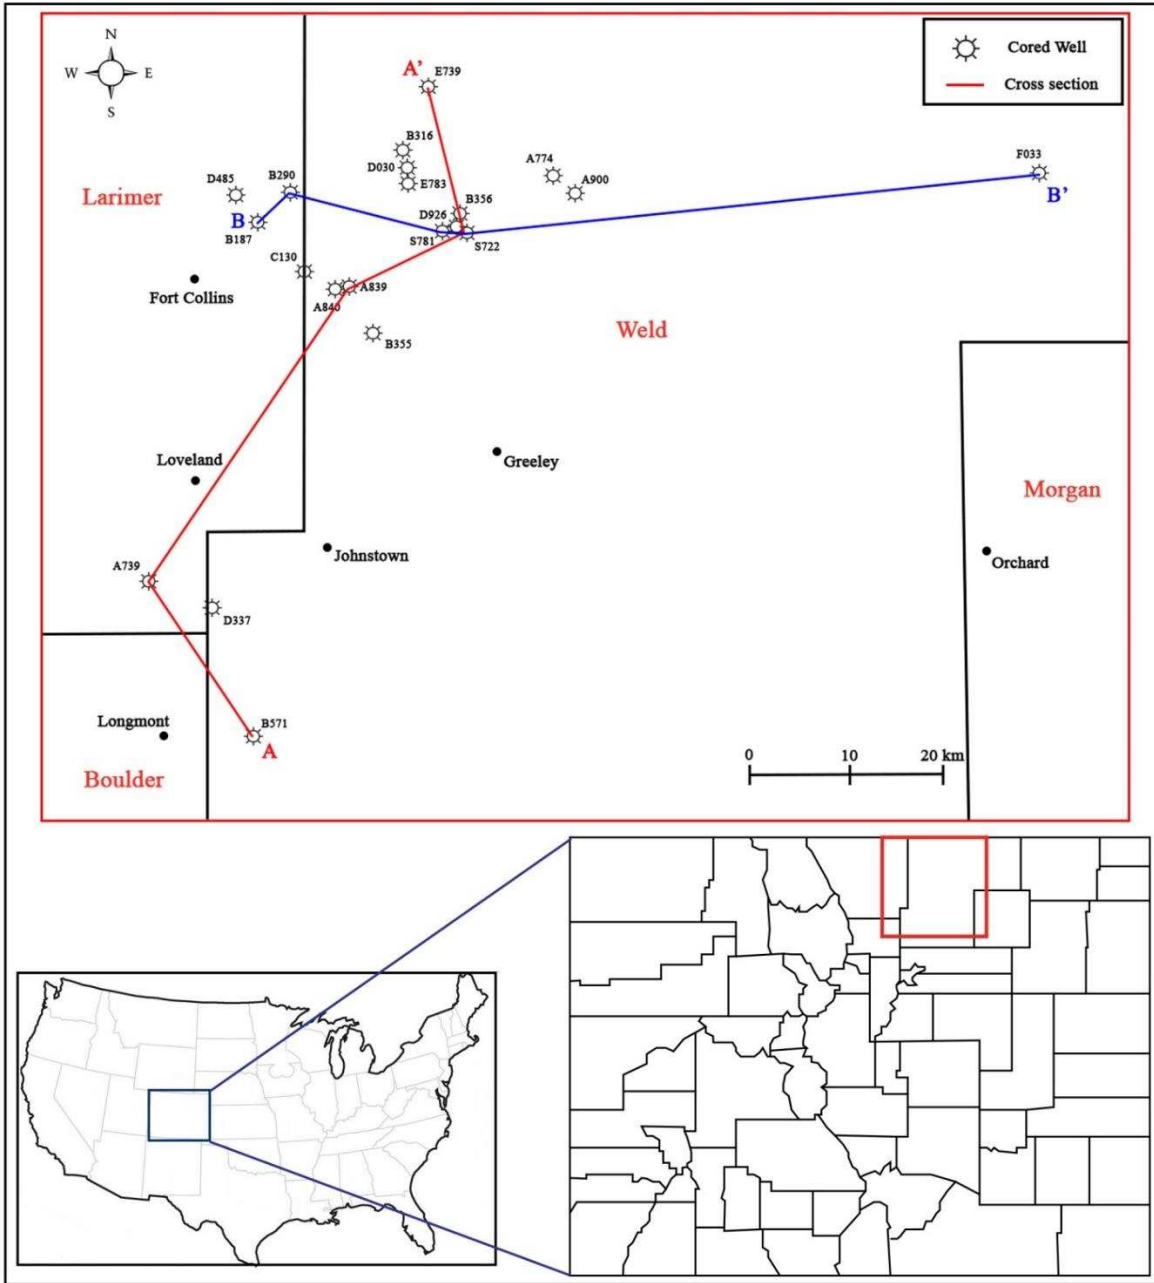 N
W E
S
A'
E739
Cored Well
Cross section
B316
D030
E783
A774
A900
F033
B'
Larimer
D485
B290
B
B187
B356
D926
S781
S722
C130
Fort Collins
A840
A839
B355
Weld
Loveland
Greeley
Morgan
Johnstown
Orchard
A739
D337
Longmont
B571
A
Boulder
0 10 20 km